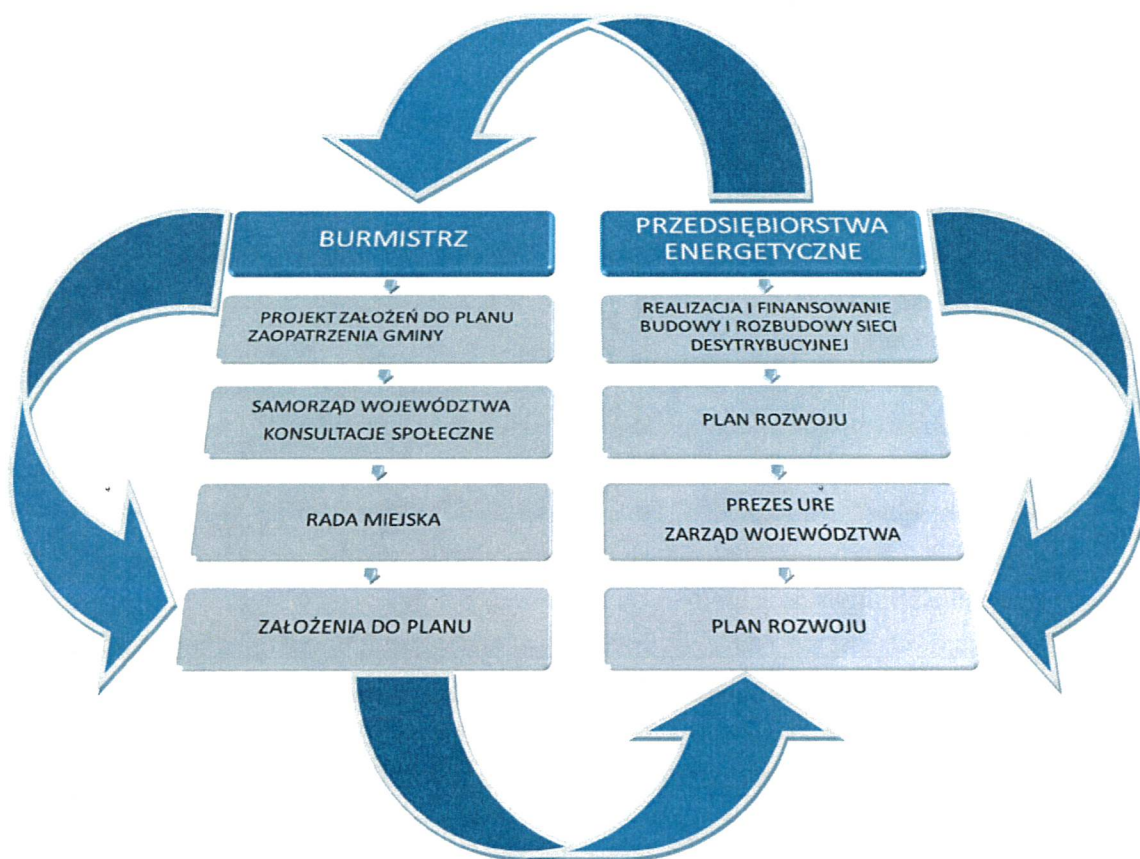 BURMISTRZ
PROJEKT ZAŁOŻEŃ DO PLANU
ZAOPATRZENIA GMINY
SAMORZĄD WOJEWÓDZTWA
KONSULTACJE SPOŁECZNE
RADA MIEJSKA
ZAŁOŻENIA DO PLANU
PRZEDSIĘBIORSTWA
ENERGETYCZNE
REALIZACJA I FINANSOWANIE
BUDOWY I ROZBUDOWY SIECI
DESYTRYBUCYJNEJ
PLAN ROZWOJU
PREZES URE
ZARZĄD WOJEWÓDZTWA
PLAN ROZWOJU